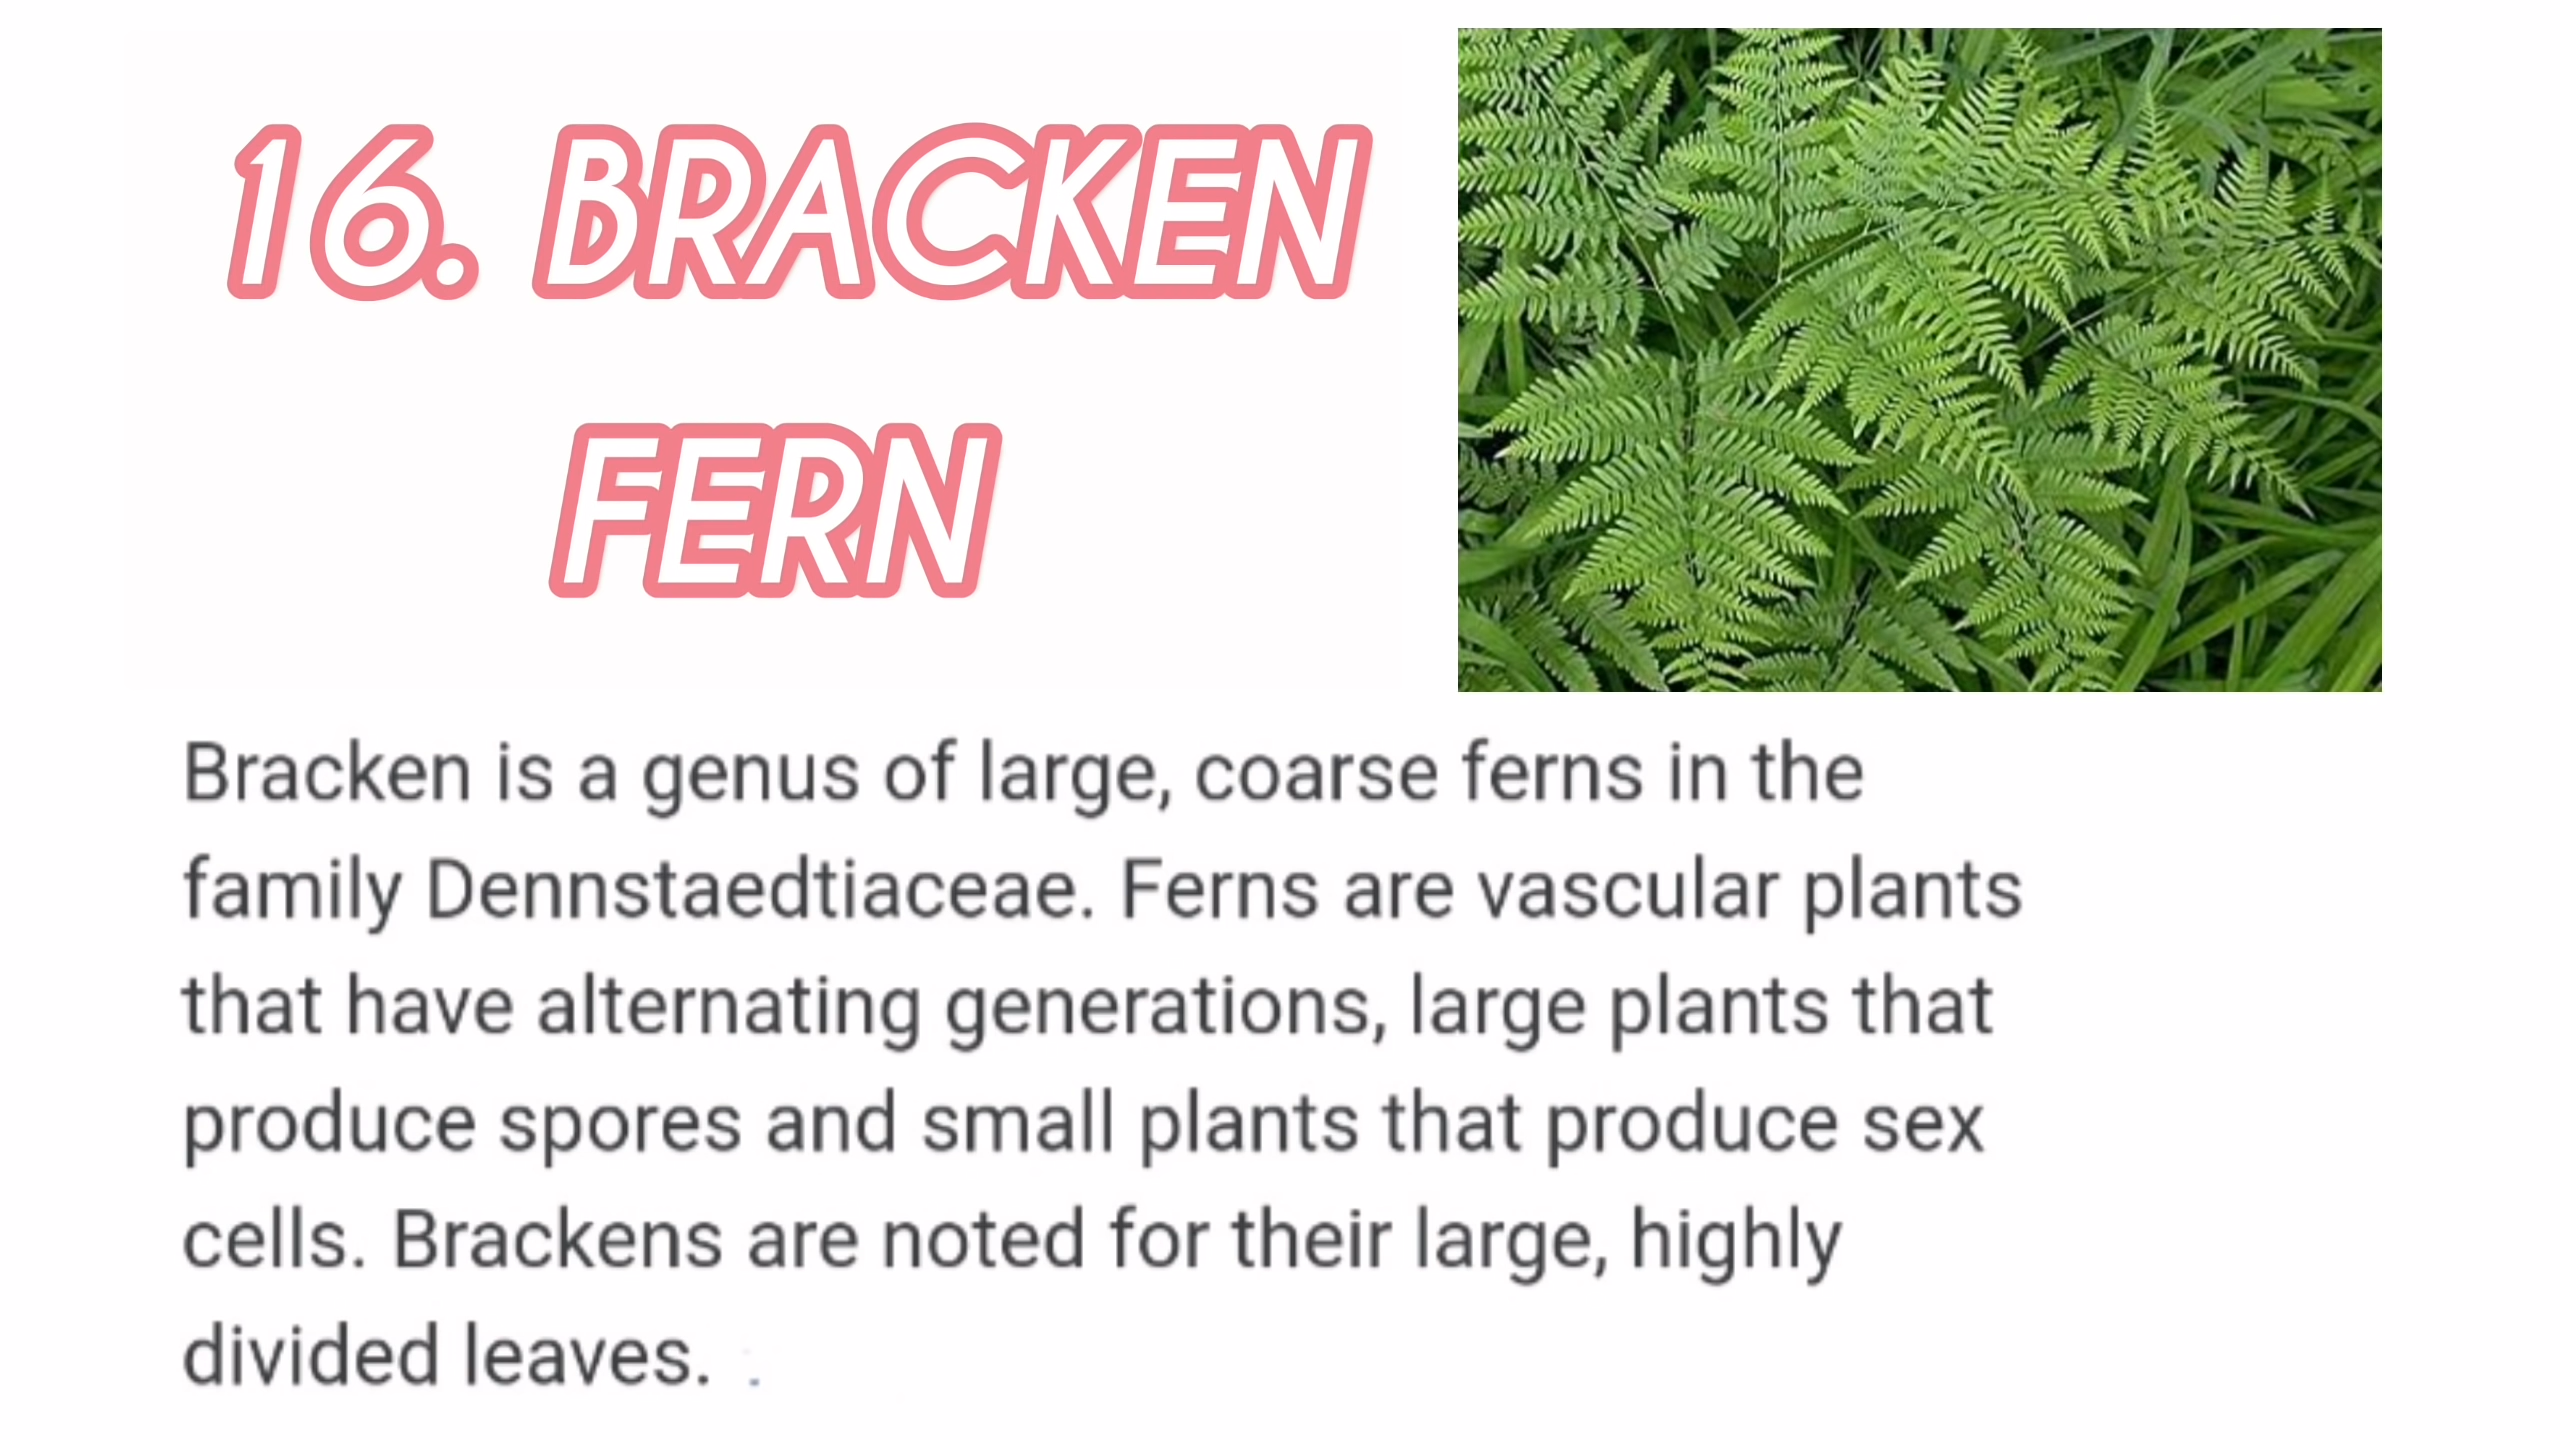 16. BRACKEN
FERN
Bracken is a genus of large, coarse ferns in the
family Dennstaedtiaceae. Ferns are vascular plants
that have alternating generations, large plants that
produce spores and small plants that produce sex
cells. Brackens are noted for their large, highly
divided leaves.